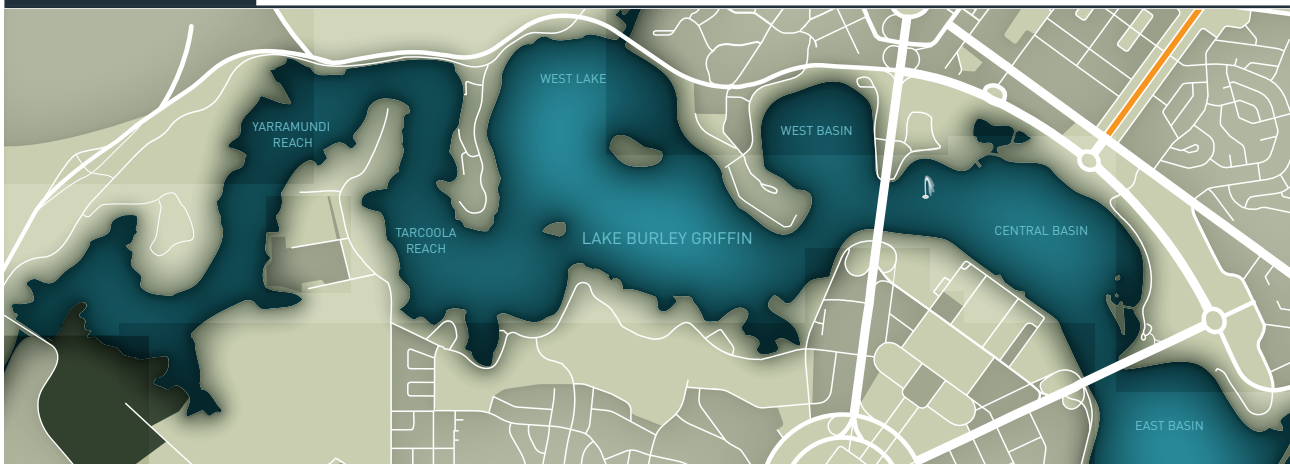 WEST LAKE
YARRAMUNDI
REACH
WEST BASIN
TARCOOLA
REACH
LAKE BURLEY GRIFFIN
CENTRAL BASIN
EAST BASIN